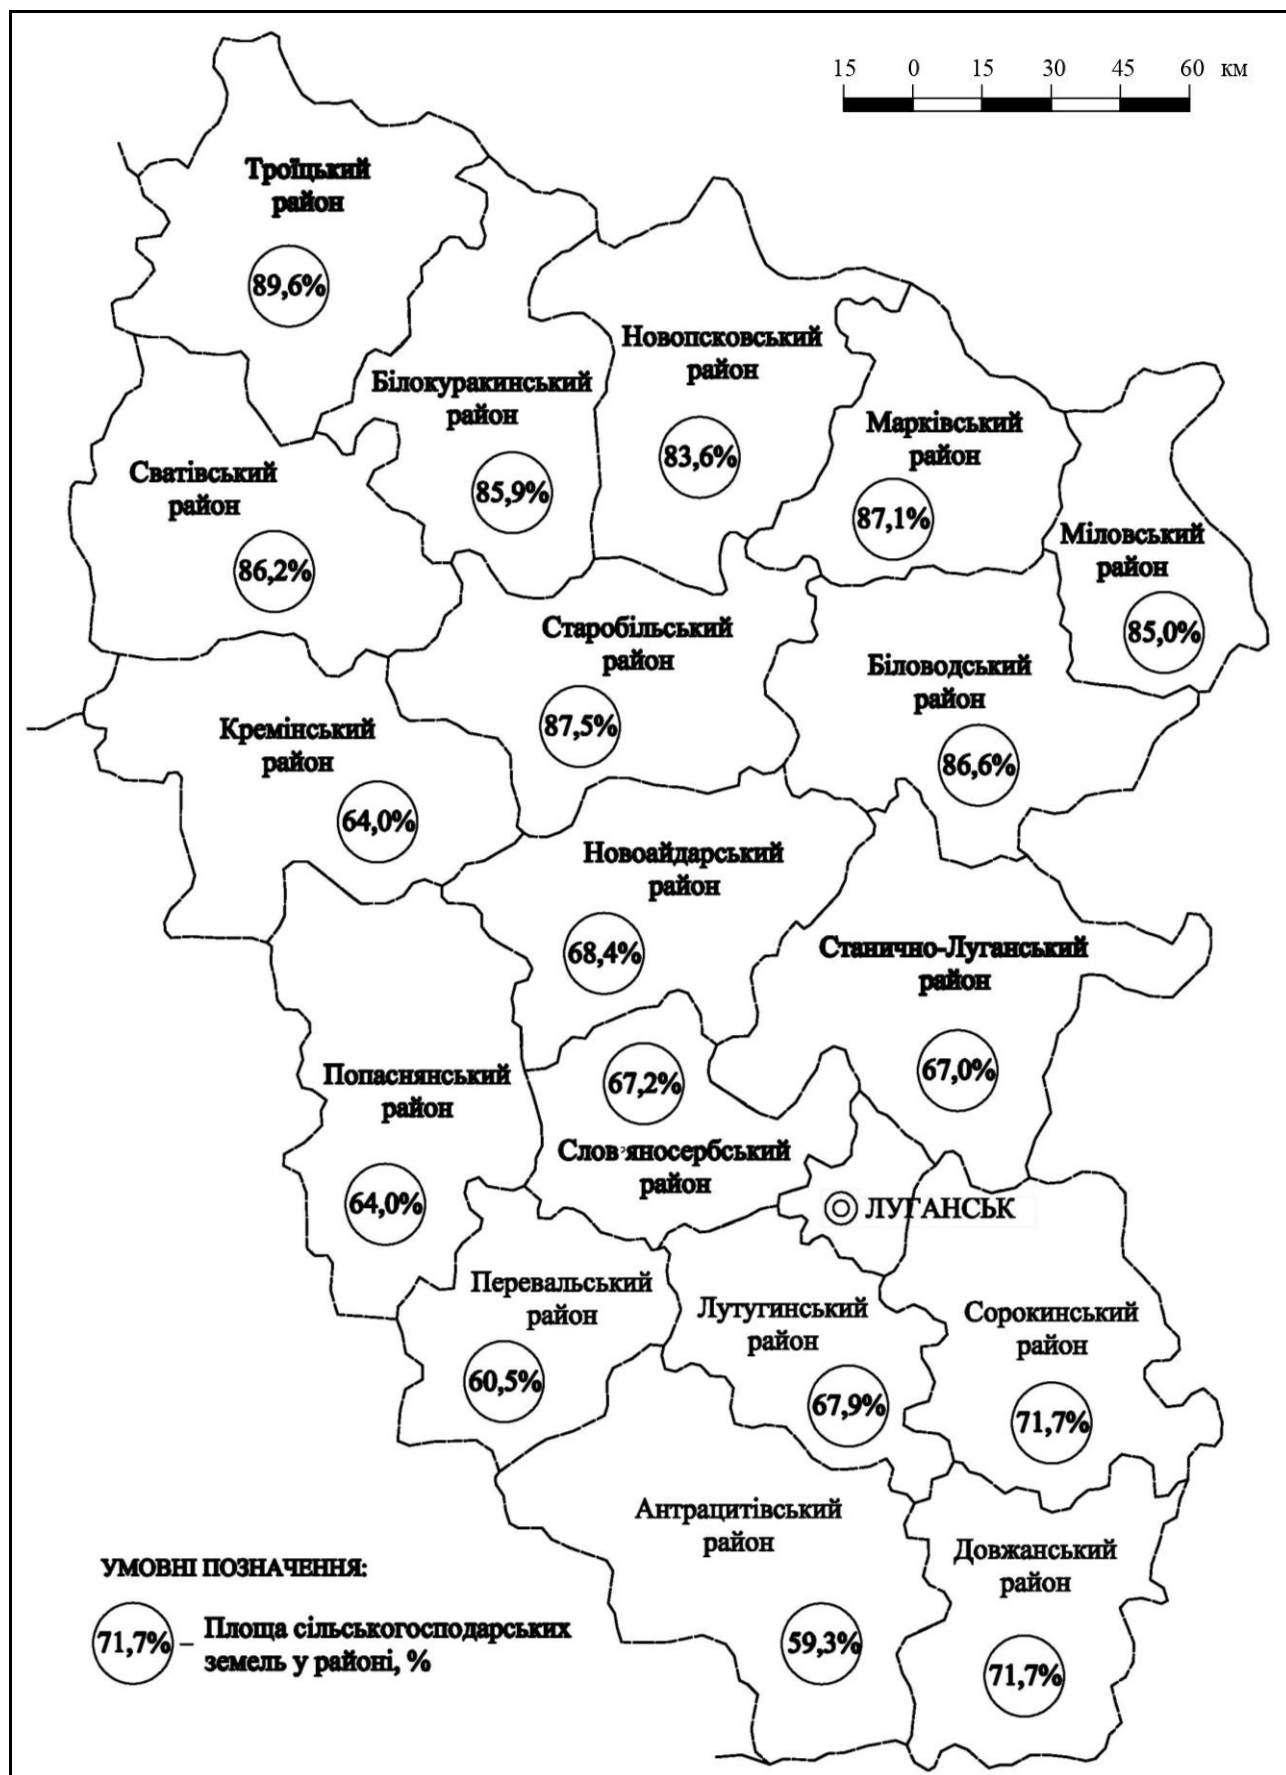 15 0 15 30 45 60 км
Троїцький
район
89,6%
Новопсковський
район
83,6%
Білокуракинський
район
85,9%
Марківський
район
87,1%
Сватівський
район
86,2%
Міловський
район
85,0%
Старобільський
район
87,5%
Біловодський
район
86,6%
Кремінський
район
64,0%
Новоайдарський
район
68,4%
Станично-Луганський
район
67,0%
Попаснянський
район
64,0%
67,2%
Слов'яносербський
район
ЛУГАНСЬК
Перевальський
район
60,5%
Лутугинський
район
67,9%
Сорокинський
район
71,7%
Антрацитівський
район
59,3%
Довжанський
район
71,7%
УМОВНІ ПОЗНАЧЕННЯ:
71,7% – Площа сільськогосподарських
земель у районі, %